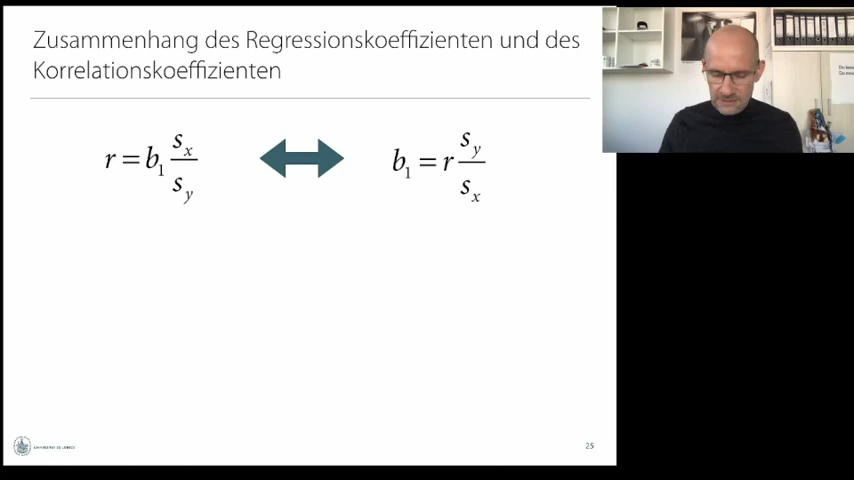 Zusammenhang des Regressionskoeffizienten und des
Korrelationskoeffizienten
r = b₁ sₓ/s_y
b₁ = r s_y/sₓ
25